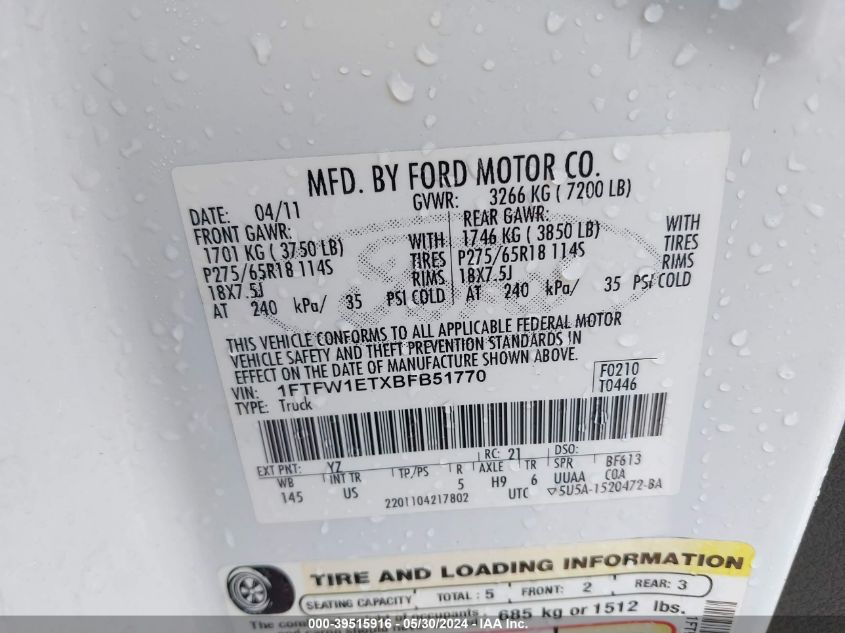 MFD. BY FORD MOTOR CO.
DATE: 04/11 GVWR: 3266 KG ( 7200 LB)
FRONT GAWR: REAR GAWR:
1701 KG ( 3750 LB) WITH 1746 KG ( 3850 LB) WITH
P275/65R18 114S TIRES P275/65R18 114S TIRES
18X7.5J RIMS 18X7.5J RIMS
AT 240 kPa/ 35 PSI COLD AT 240 kPa/ 35 PSI COLD
THIS VEHICLE CONFORMS TO ALL APPLICABLE FEDERAL MOTOR
VEHICLE SAFETY AND THEFT PREVENTION STANDARDS IN
EFFECT ON THE DATE OF MANUFACTURE SHOWN ABOVE.
VIN: 1FTFW1ETXBFB51770 F0210
TYPE: Truck T0446
EXT PNT: YZ RC: 21 DSO:
WB INT TR TP/PS R AXLE TR SPR BF613
145 US 5 H9 6 UUAA COA
2201104217802 UTC ▽5U5A-1520472-BA
TIRE AND LOADING INFORMATION
SEATING CAPACITY TOTAL : 5 FRONT: 2 REAR: 3
The of occupants 685 kg or 1512 lbs.
000-39515916 - 05/30/2024 - IAA Inc.